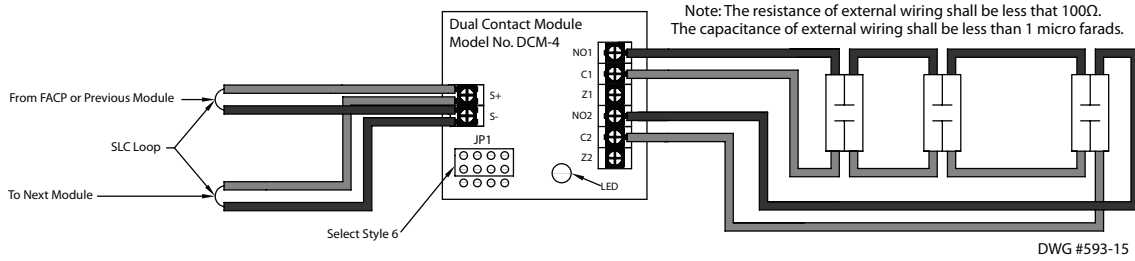 Note: The resistance of external wiring shall be less that 100Ω.
The capacitance of external wiring shall be less than 1 micro farads.
Dual Contact Module
Model No. DCM-4
NO1
C1
Z1
NO2
C2
Z2
S+
S-
JP1
LED
From FACP or Previous Module
SLC Loop
To Next Module
Select Style 6
DWG #593-15